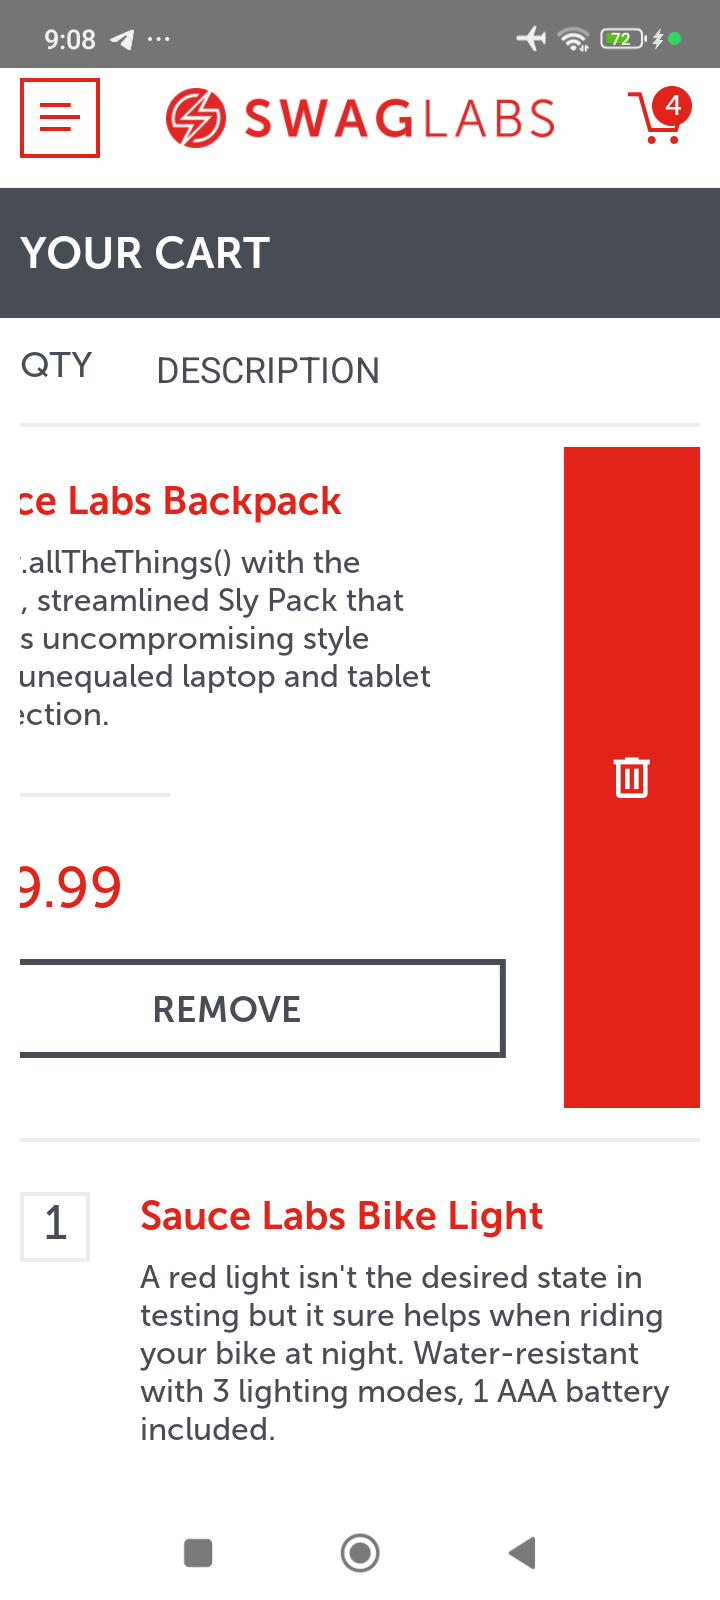 9:08
72
SWAGLABS
4
YOUR CART
QTY DESCRIPTION
ce Labs Backpack
.allTheThings() with the
, streamlined Sly Pack that
s uncompromising style
unequaled laptop and tablet
ection.
9.99
REMOVE
1
Sauce Labs Bike Light
A red light isn't the desired state in
testing but it sure helps when riding
your bike at night. Water-resistant
with 3 lighting modes, 1 AAA battery
included.